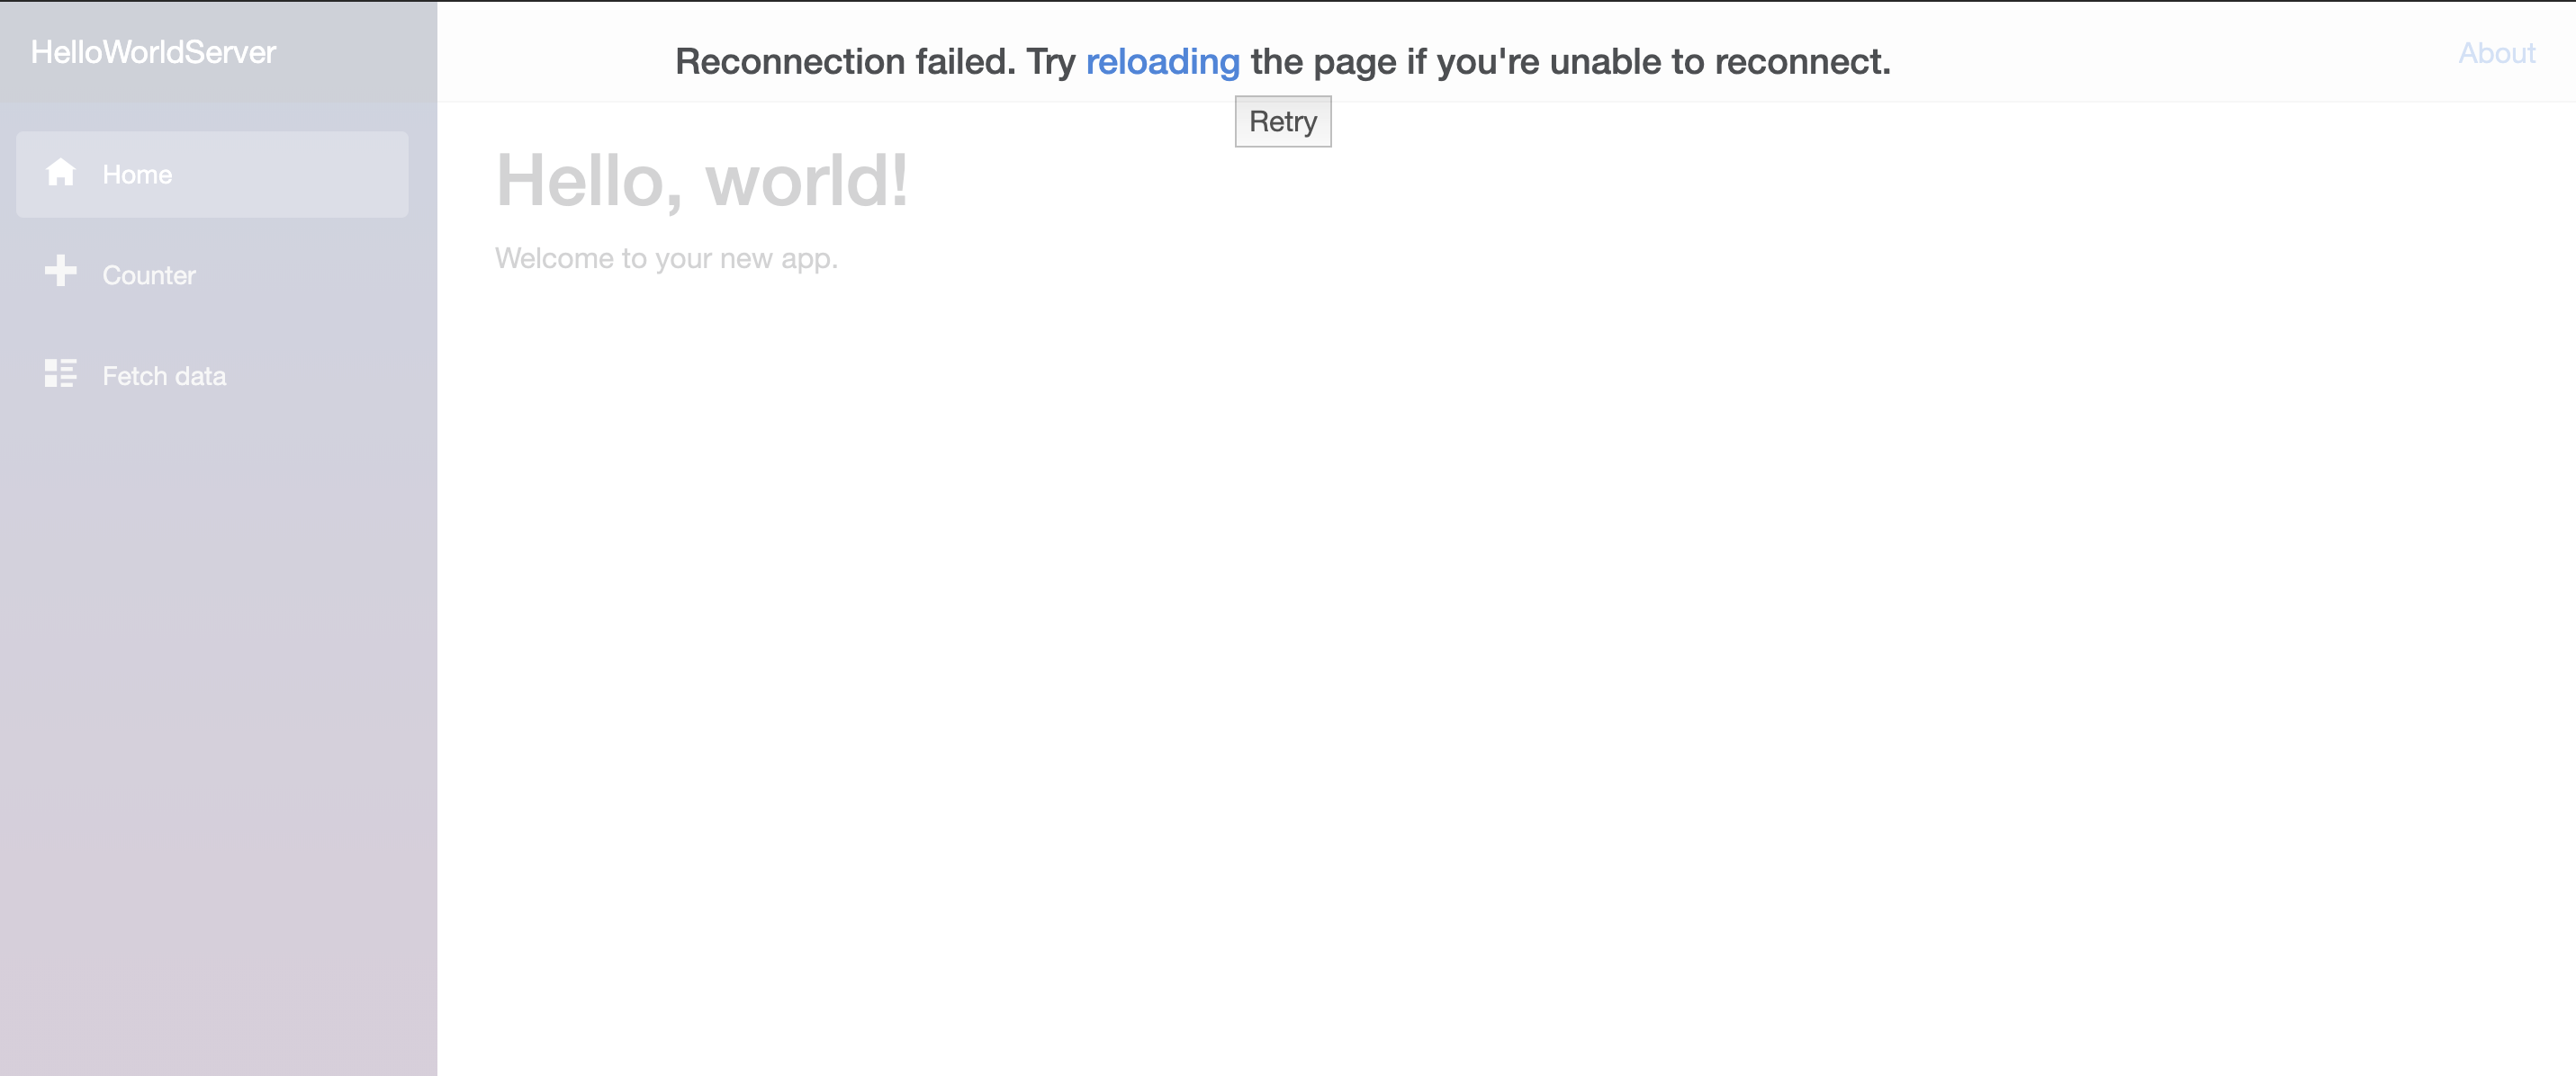 HelloWorldServer
Reconnection failed. Try reloading the page if you're unable to reconnect.
About
Retry
Home
Counter
Fetch data
Hello, world!
Welcome to your new app.